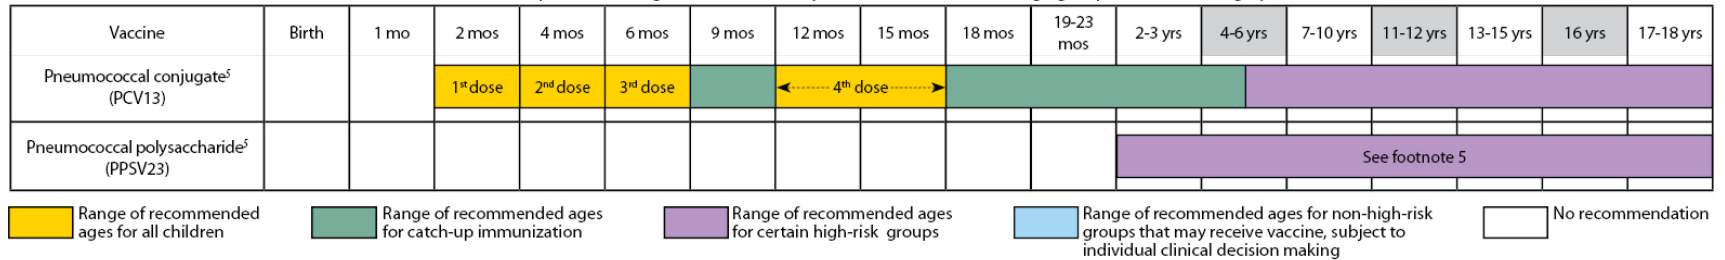 Vaccine Birth 1 mo 2 mos 4 mos 6 mos 9 mos 12 mos 15 mos 18 mos 19-23 mos 2-3 yrs 4-6 yrs 7-10 yrs 11-12 yrs 13-15 yrs 16 yrs 17-18 yrs
Pneumococcal conjugate5
(PCV13)
1st dose 2nd dose 3rd dose 4th dose
Pneumococcal polysaccharide5
(PPSV23)
See footnote 5
Range of recommended
ages for all children
Range of recommended ages
for catch-up immunization
Range of recommended ages
for certain high-risk groups
Range of recommended ages for non-high-risk
groups that may receive vaccine, subject to
individual clinical decision making
No recommendation